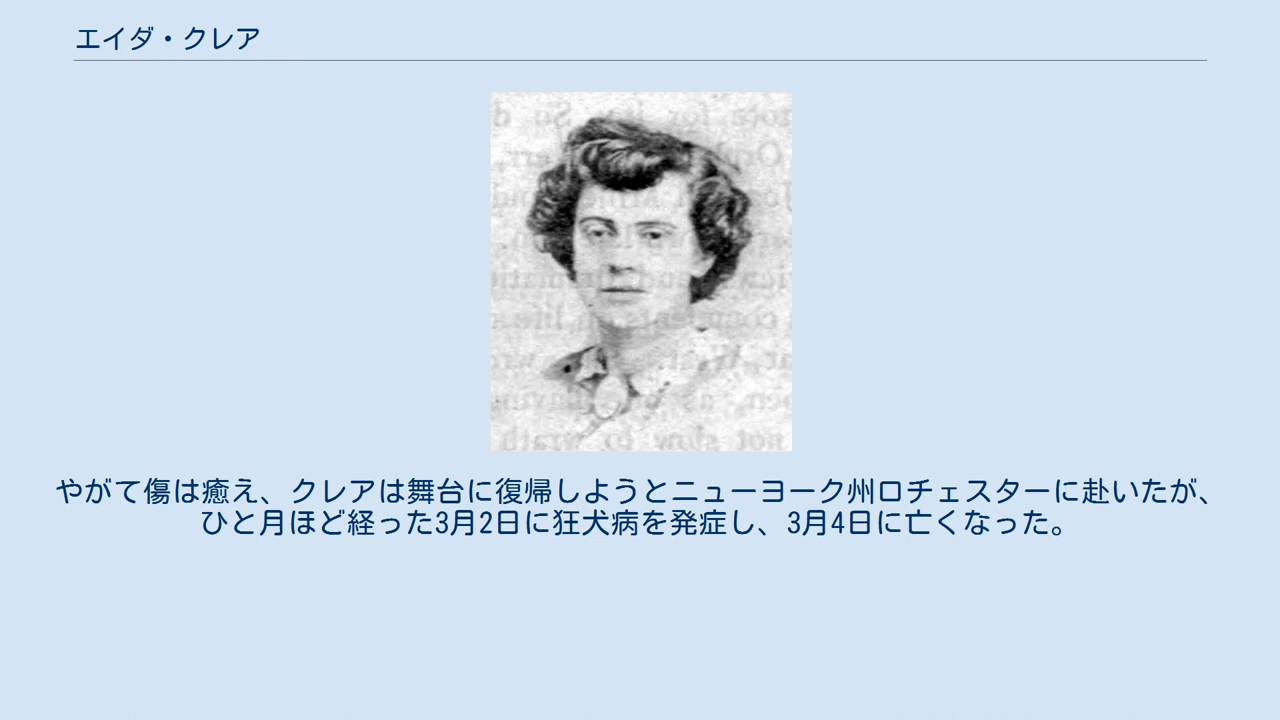 エイダ・クレア
やがて傷は癒え、クレアは舞台に復帰しようとニューヨーク州ロチェスターに赴いたが、
ひと月ほど経った3月2日に狂犬病を発症し、3月4日に亡くなった。